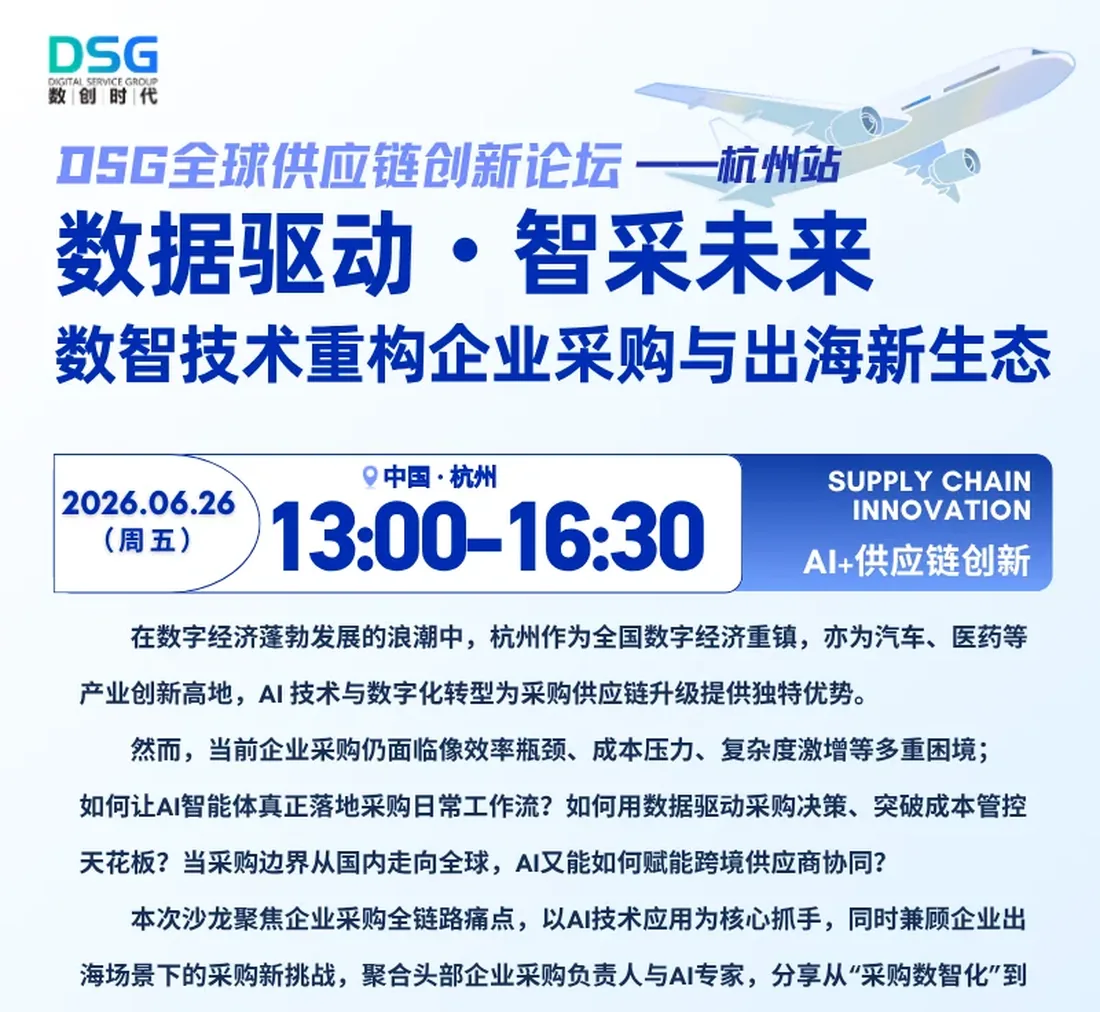 DSG
DIGITAL SERVICE GROUP
数|创|时|代
DSG全球供应链创新论坛——杭州站
数据驱动·智采未来
数智技术重构企业采购与出海新生态
2026.06.26
（周五）
中国·杭州
13:00-16:30
SUPPLY CHAIN
INNOVATION
AI+供应链创新
在数字经济蓬勃发展的浪潮中，杭州作为全国数字经济重镇，亦为汽车、医药等
产业创新高地，AI 技术与数字化转型为采购供应链升级提供独特优势。
然而，当前企业采购仍面临像效率瓶颈、成本压力、复杂度激增等多重困境；
如何让AI智能体真正落地采购日常工作流？如何用数据驱动采购决策、突破成本管控
天花板？当采购边界从国内走向全球，AI又能如何赋能跨境供应商协同？
本次沙龙聚焦企业采购全链路痛点，以AI技术应用为核心抓手，同时兼顾企业出
海场景下的采购新挑战，聚合头部企业采购负责人与AI专家，分享从“采购数智化”到